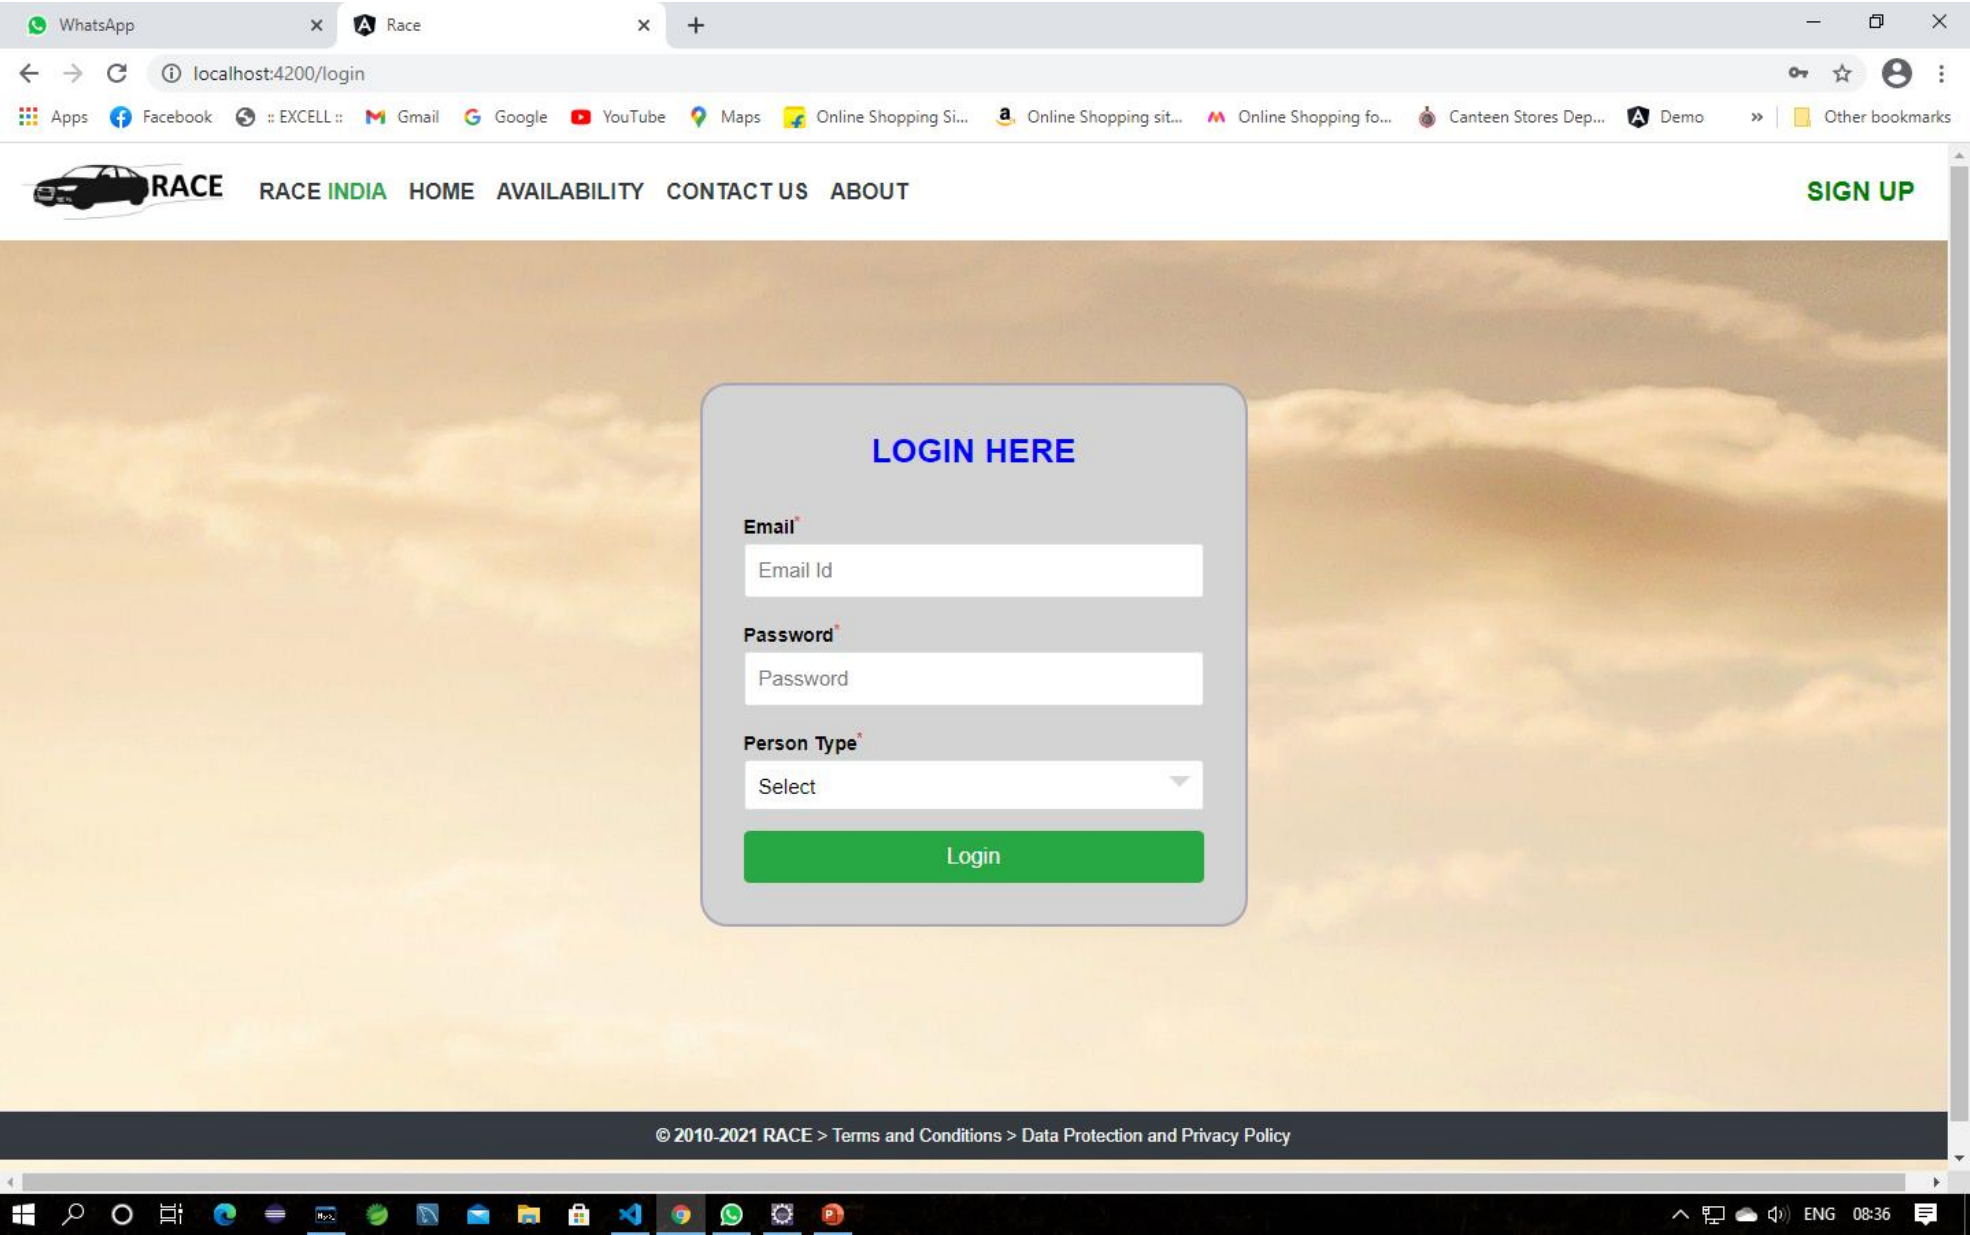 WhatsApp
Race
localhost:4200/login
Apps
Facebook
:: EXCELL ::
Gmail
Google
YouTube
Maps
Online Shopping Si...
Online Shopping sit...
Online Shopping fo...
Canteen Stores Dep...
Demo
»
Other bookmarks
RACE
RACE INDIA
HOME
AVAILABILITY
CONTACT US
ABOUT
SIGN UP
LOGIN HERE
Email*
Email Id
Password*
Password
Person Type*
Select
Login
© 2010-2021 RACE > Terms and Conditions > Data Protection and Privacy Policy
ENG
08:36